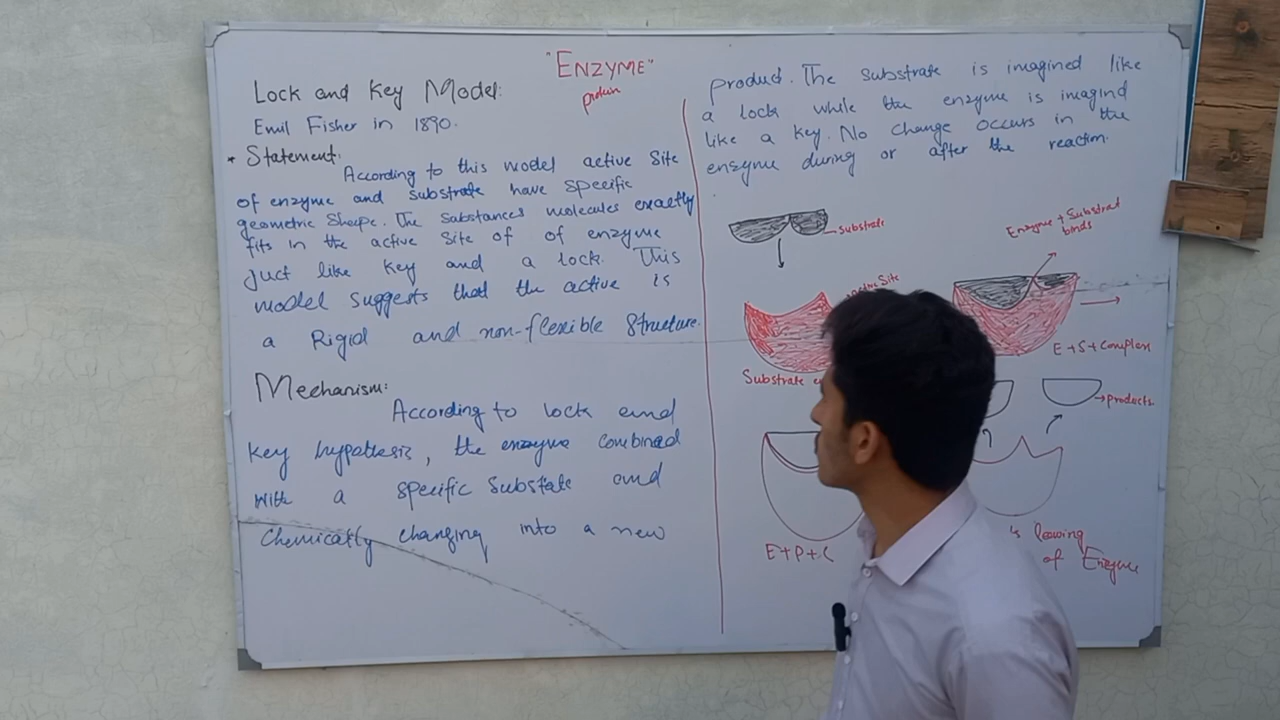 "ENZYME"
protein
Lock and Key Model:
Emil Fisher in 1890.
* Statement:
According to this model active site
of enzyme and substrate have specific
geometric Shepe. The Substances molecules exactly
fits in the active site of of enzyme
Just like key and a lock. This
model suggests that the active is
a Rigid and non-flexible Structure.
Mechanism:
According to lock and
key hypothesis, the enzyme combined
with a specific Substate and
Chemically changing into a new
product. The substrate is imagined like
a lock while the enzyme is imagind
like a key. No change occurs in the
enzyme during or after the reaction.
substrate
Site
Substrate
Enzyme + Substrat
binds
E + S + Complex
products
E + P + C
leaving
of Enzyme